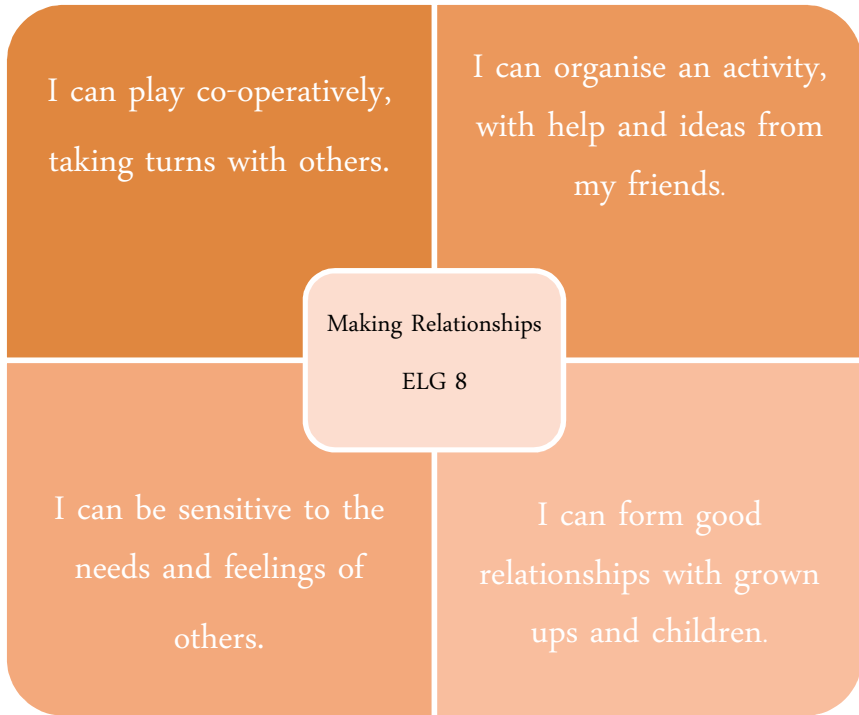 I can play co-operatively,
taking turns with others.
I can organise an activity,
with help and ideas from
my friends.
Making Relationships
ELG 8
I can be sensitive to the
needs and feelings of
others.
I can form good
relationships with grown
ups and children.